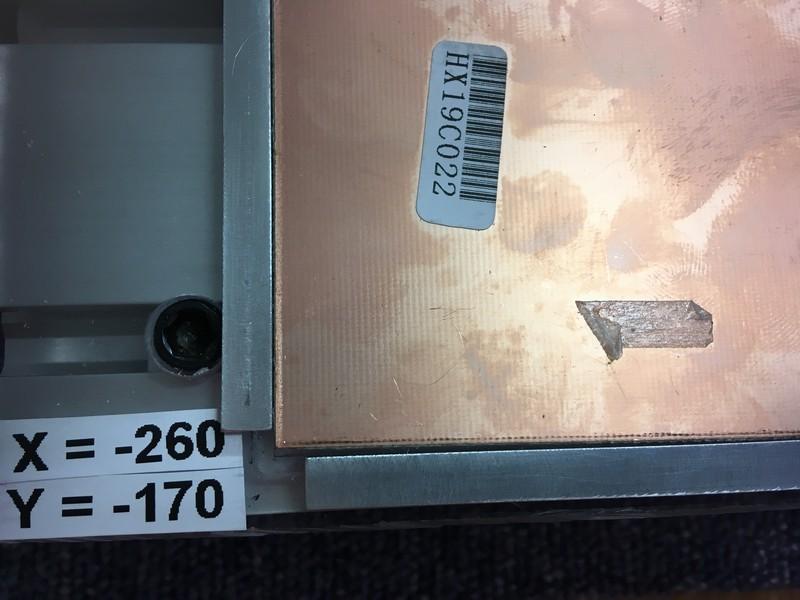 HX19C022
X = -260
Y = -170